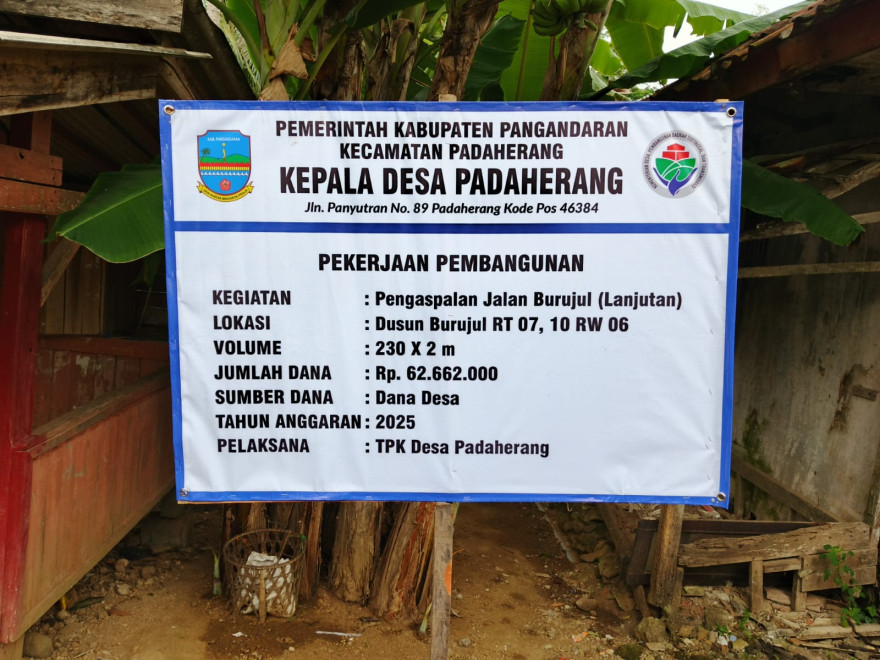 PEMERINTAH KABUPATEN PANGANDARAN
KECAMATAN PADAHERANG
KEPALA DESA PADAHERANG
Jln. Panyutran No. 89 Padaherang Kode Pos 46384
PEKERJAAN PEMBANGUNAN
KEGIATAN : Pengaspalan Jalan Burujul (Lanjutan)
LOKASI : Dusun Burujul RT 07, 10 RW 06
VOLUME : 230 X 2 m
JUMLAH DANA : Rp. 62.662.000
SUMBER DANA : Dana Desa
TAHUN ANGGARAN : 2025
PELAKSANA : TPK Desa Padaherang